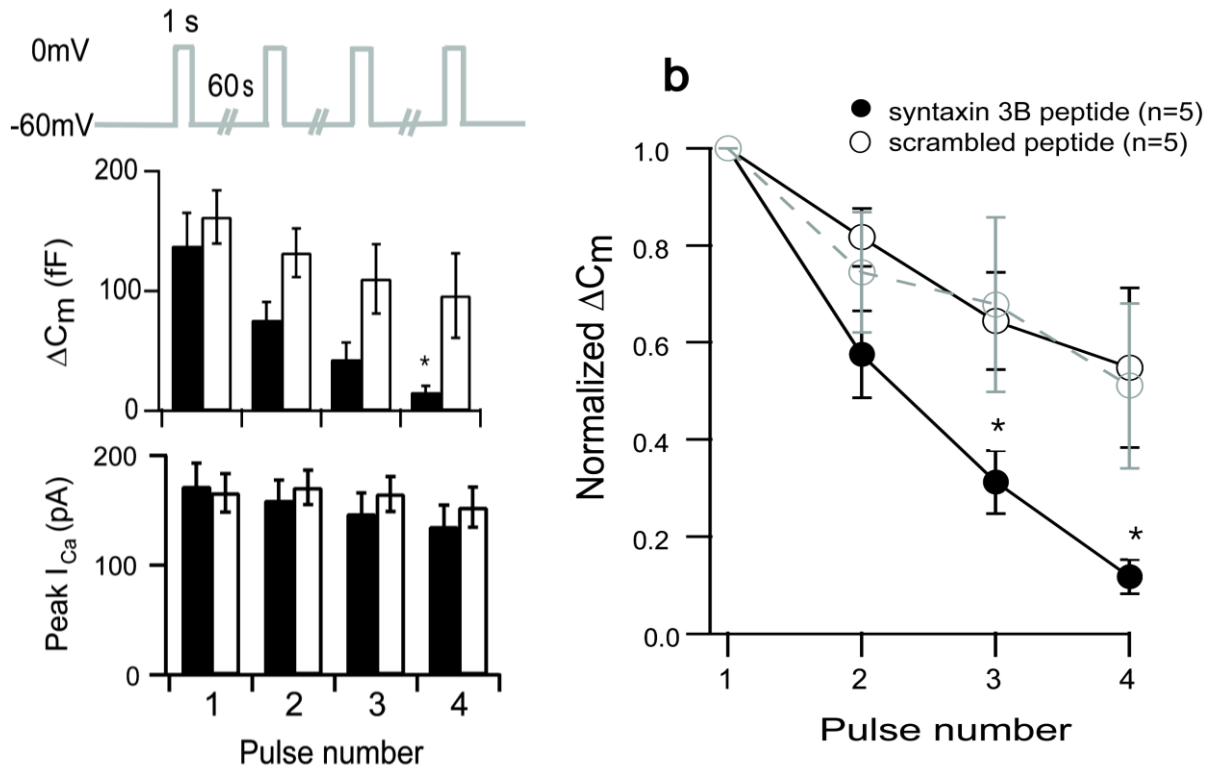 1 s
0mV
60s
-60mV
200
100
0
ΔCm (fF)
*
200
100
0
Peak ICa (pA)
1 2 3 4
Pulse number
b
syntaxin 3B peptide (n=5)
scrambled peptide (n=5)
1.0
0.8
0.6
0.4
0.2
0.0
Normalized ΔCm
*
*
1 2 3 4
Pulse number